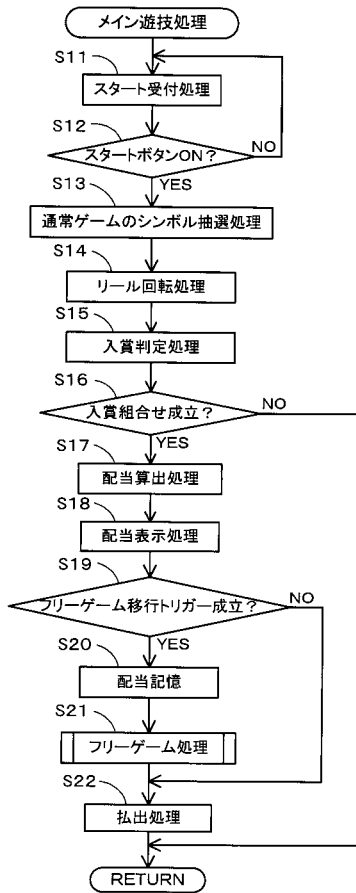 メイン遊技処理
S11
スタート受付処理
S12
スタートボタンON?
NO
YES
S13
通常ゲームのシンボル抽選処理
S14
リール回転処理
S15
入賞判定処理
S16
入賞組合せ成立?
NO
YES
S17
配当算出処理
S18
配当表示処理
S19
フリーゲーム移行トリガー成立?
NO
YES
S20
配当記憶
S21
フリーゲーム処理
S22
払出処理
RETURN